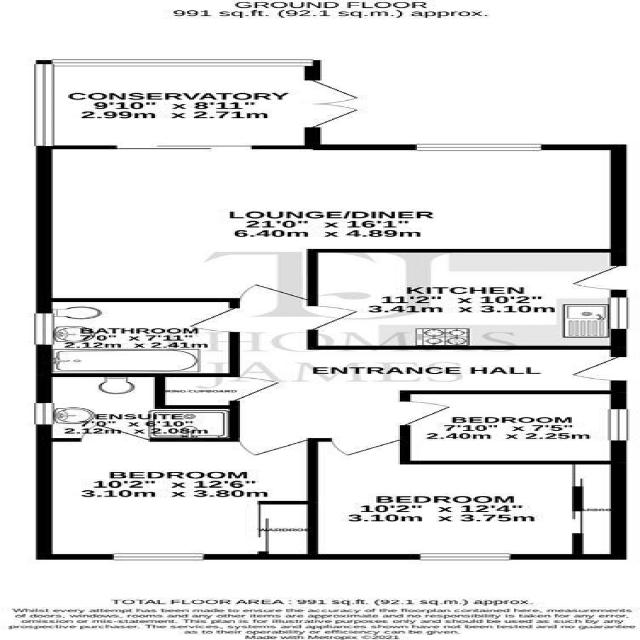 GROUND FLOOR
991 sq.ft. (92.1 sq.m.) approx.
CONSERVATORY
9'10" x 8'11"
2.99m x 2.71m
LOUNGE/DINER
21'0" x 16'1"
6.40m x 4.89m
KITCHEN
11'2" x 10'2"
3.41m x 3.10m
BATHROOM
7'0" x 7'11"
2.12m x 2.41m
HOMES
JAMES
ENTRANCE HALL
CUPBOARD
ENSUITE
7'0" x 6'10"
2.12m x 2.08m
BEDROOM
7'10" x 7'5"
2.40m x 2.25m
BEDROOM
10'2" x 12'6"
3.10m x 3.80m
BEDROOM
10'2" x 12'4"
3.10m x 3.75m
WARDROBE
TOTAL FLOOR AREA : 991 sq.ft. (92.1 sq.m.) approx.
Whilst every attempt has been made to ensure the accuracy of the floorplan contained here, measurements
of doors, windows, rooms and any other items are approximate and no responsibility is taken for any error,
omission or mis-statement. This plan is for illustrative purposes only and should be used as such by any
prospective purchaser. The services, systems and appliances shown have not been tested and no guarantee
as to their operability or efficiency can be given.
Made with Metropix ©2021